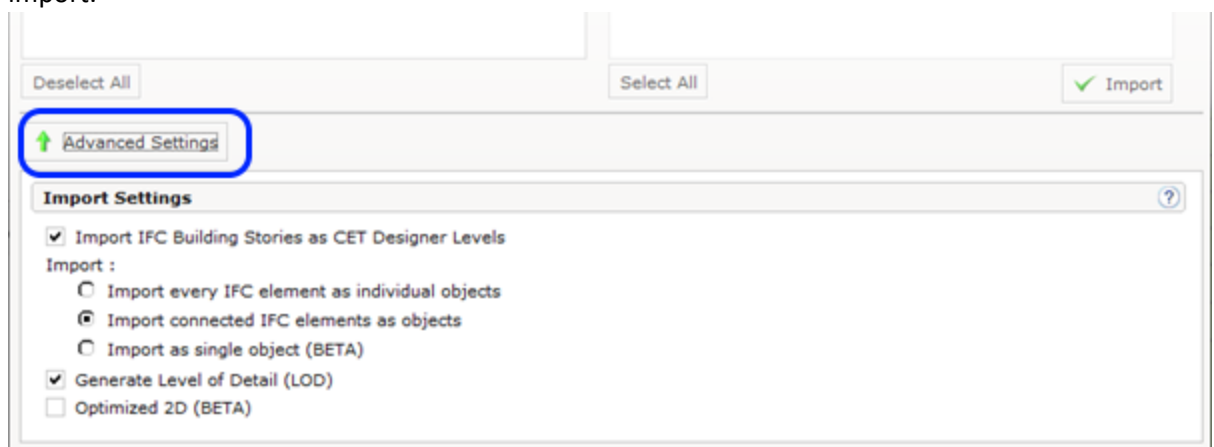 import.
Deselect All
Select All
Import
Advanced Settings
Import Settings
?
Import IFC Building Stories as CET Designer Levels
Import :
Import every IFC element as individual objects
Import connected IFC elements as objects
Import as single object (BETA)
Generate Level of Detail (LOD)
Optimized 2D (BETA)